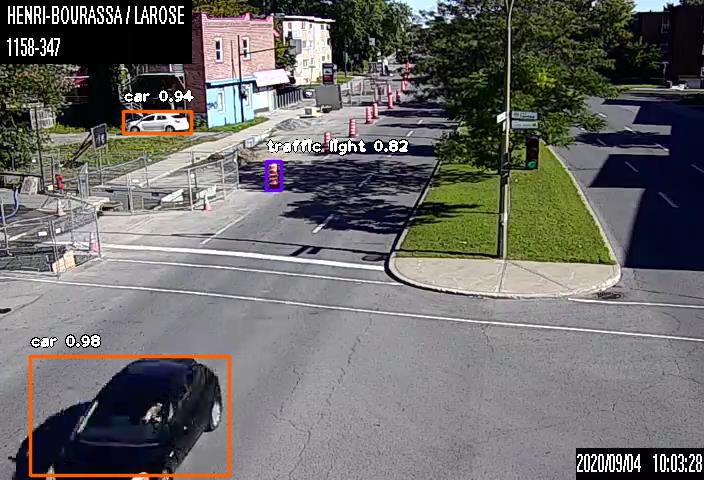 HENRI-BOURASSA / LAROSE
1158-347
car 0.94
traffic light 0.82
car 0.98
2020/09/04 10:03:28